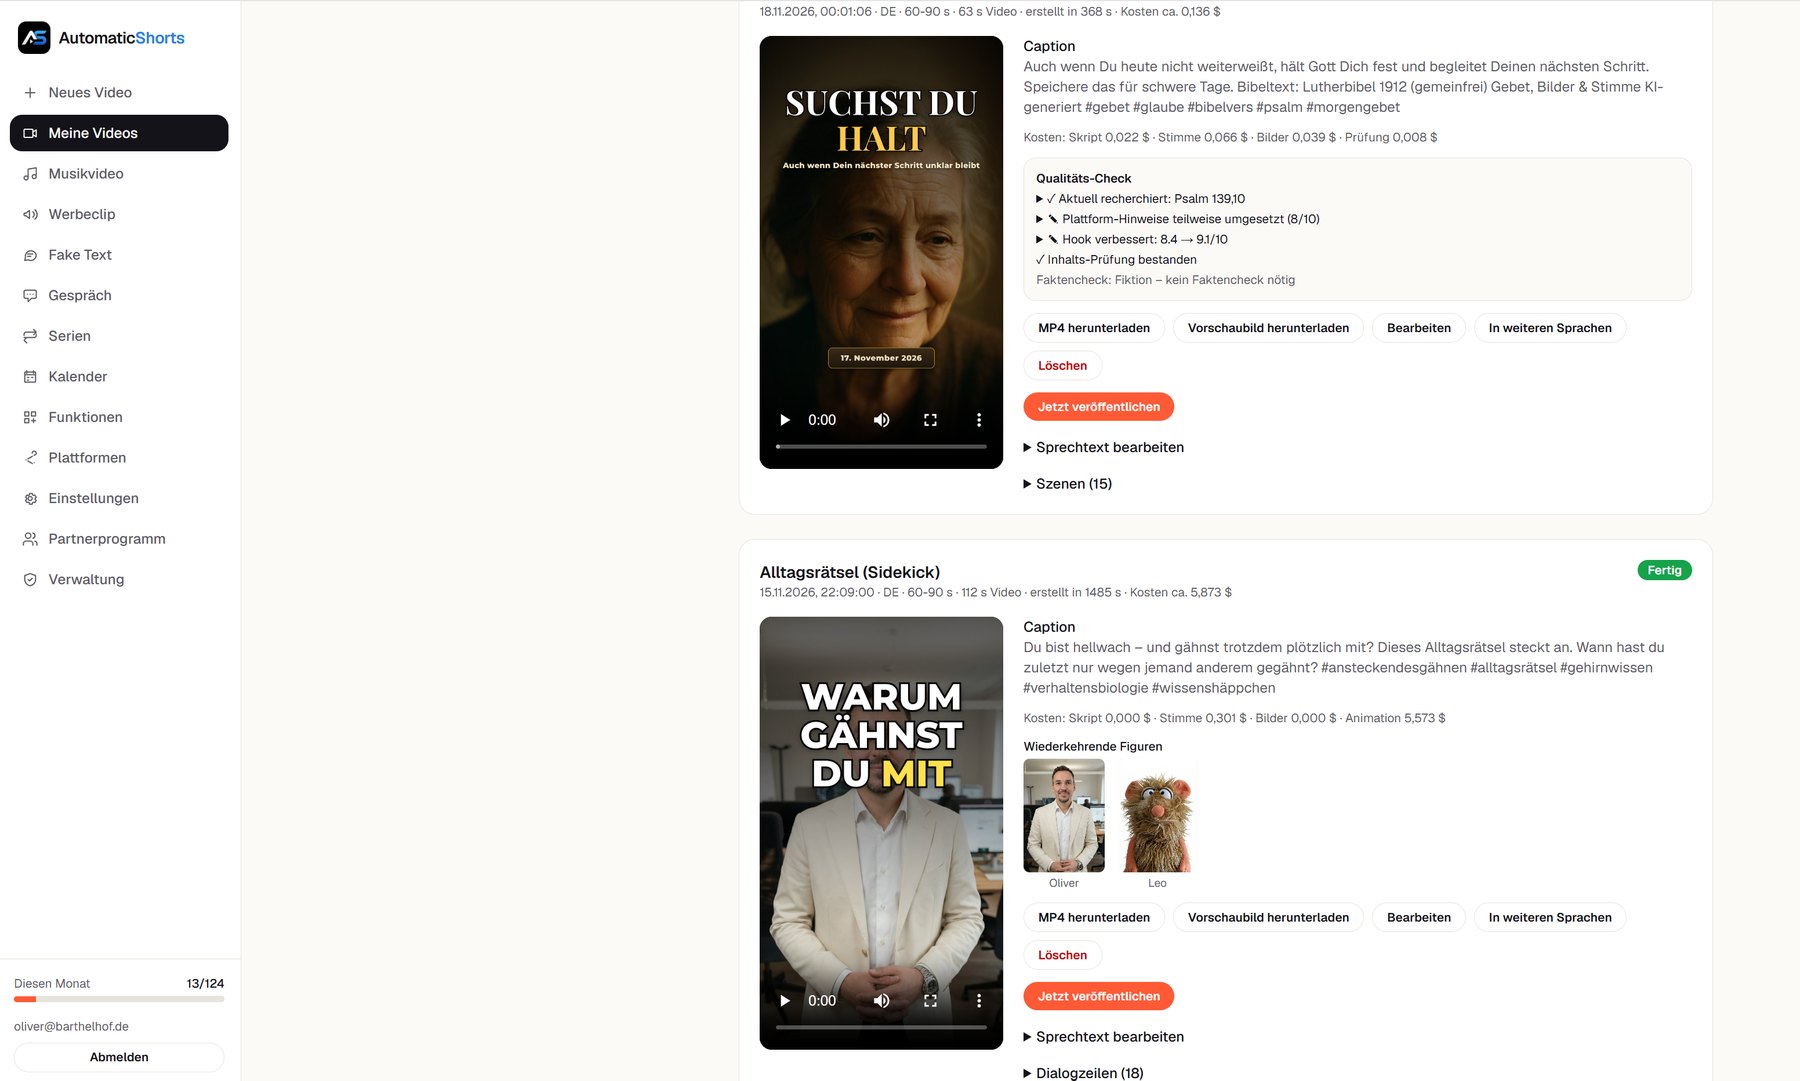 AutomaticShorts
Neues Video
Meine Videos
Musikvideo
Werbeclip
Fake Text
Gespräch
Serien
Kalender
Funktionen
Plattformen
Einstellungen
Partnerprogramm
Verwaltung
Diesen Monat 13/124
oliver@barthelhof.de
Abmelden
18.11.2026, 00:01:06 · DE · 60-90 s · 63 s Video · erstellt in 368 s · Kosten ca. 0,136 $
SUCHST DU
HALT
Auch wenn Dein nächster Schritt unklar bleibt
17. November 2026
0:00
Caption
Auch wenn Du heute nicht weiterweißt, hält Gott Dich fest und begleitet Deinen nächsten Schritt.
Speichere das für schwere Tage. Bibeltext: Lutherbibel 1912 (gemeinfrei) Gebet, Bilder & Stimme KI-
generiert #gebet #glaube #bibelvers #psalm #morgengebet
Kosten: Skript 0,022 $ · Stimme 0,066 $ · Bilder 0,039 $ · Prüfung 0,008 $
Qualitäts-Check
▶ ✓ Aktuell recherchiert: Psalm 139,10
▶ ✎ Plattform-Hinweise teilweise umgesetzt (8/10)
▶ ✎ Hook verbessert: 8.4 → 9.1/10
✓ Inhalts-Prüfung bestanden
Faktencheck: Fiktion – kein Faktencheck nötig
MP4 herunterladen
Vorschaubild herunterladen
Bearbeiten
In weiteren Sprachen
Löschen
Jetzt veröffentlichen
▶ Sprechtext bearbeiten
▶ Szenen (15)
Alltagsrätsel (Sidekick)
Fertig
15.11.2026, 22:09:00 · DE · 60-90 s · 112 s Video · erstellt in 1485 s · Kosten ca. 5,873 $
WARUM
GÄHNST
DU MIT
0:00
Caption
Du bist hellwach – und gähnst trotzdem plötzlich mit? Dieses Alltagsrätsel steckt an. Wann hast du
zuletzt nur wegen jemand anderem gegähnt? #ansteckendesgähnen #alltagsrätsel #gehirnwissen
#verhaltensbiologie #wissenshäppchen
Kosten: Skript 0,000 $ · Stimme 0,301 $ · Bilder 0,000 $ · Animation 5,573 $
Wiederkehrende Figuren
Oliver
Leo
MP4 herunterladen
Vorschaubild herunterladen
Bearbeiten
In weiteren Sprachen
Löschen
Jetzt veröffentlichen
▶ Sprechtext bearbeiten
▶ Dialogzeilen (18)